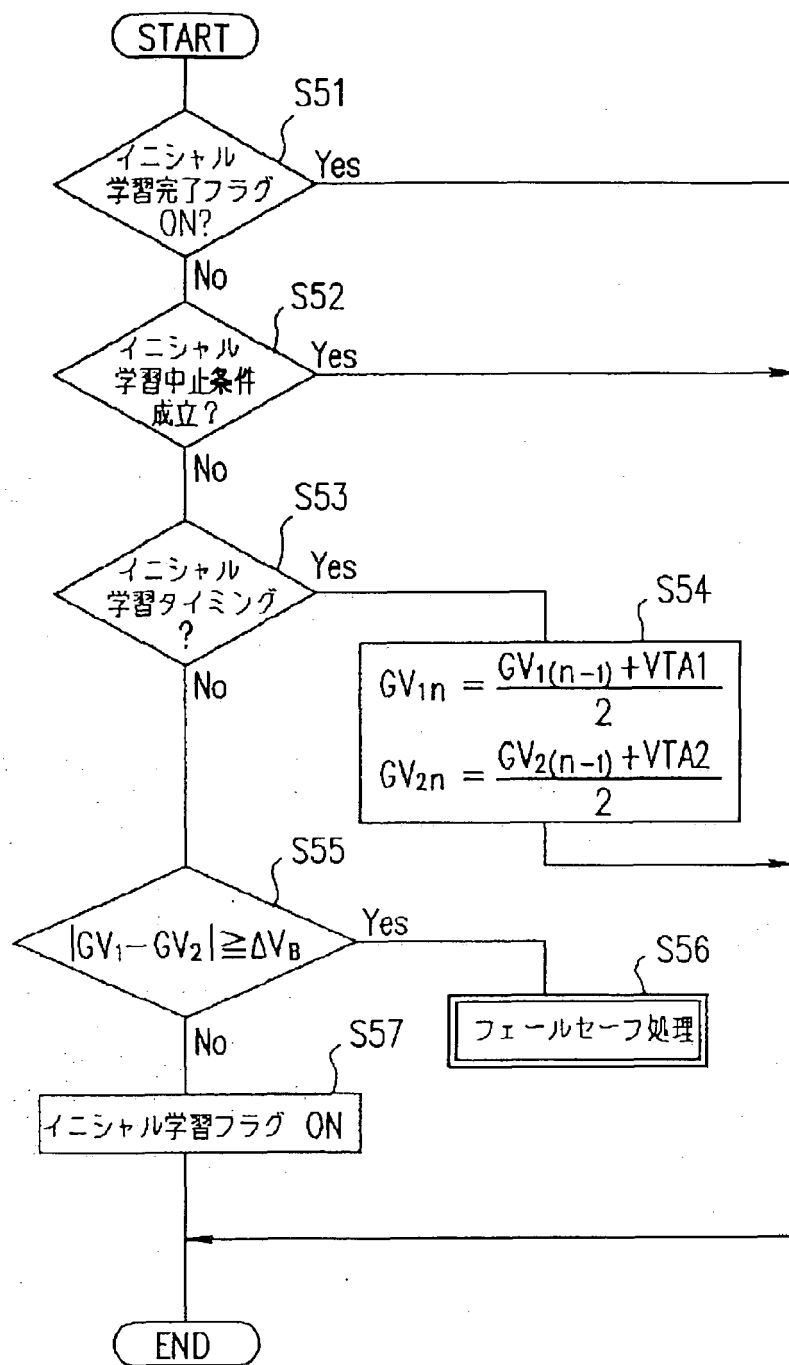 START
S51
イニシャル
学習完了フラグ
ON?
Yes
No
S52
イニシャル
学習中止条件
成立?
Yes
No
S53
イニシャル
学習タイミング
?
Yes
No
S54
GV1n = GV1(n-1) +VTA1 / 2
GV2n = GV2(n-1) +VTA2 / 2
S55
|GV1−GV2|≧ΔVB
Yes
No
S56
フェールセーフ処理
S57
イニシャル学習フラグ ON
END